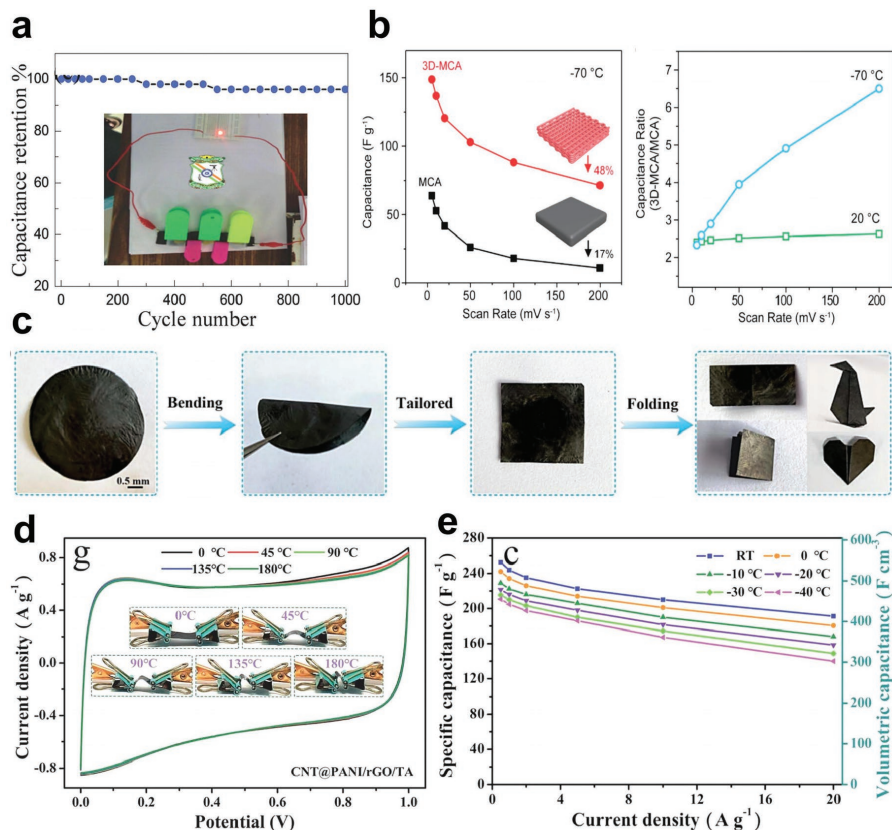 a
Capacitance retention %
100
80
60
40
20
0
200
400
600
800
1000
Cycle number
b
3D-MCA
-70 °C
MCA
48%
17%
Capacitance (F g⁻¹)
150
100
50
0
0
50
100
150
200
Scan Rate (mV s⁻¹)
Capacitance Ratio
(3D-MCA/MCA)
7
6
5
4
3
2
1
-70 °C
20 °C
0
50
100
150
200
Scan Rate (mV s⁻¹)
c
0.5 mm
Bending
Tailored
Folding
d
g
0 °C
45 °C
90 °C
135°C
180°C
0°C
45°C
90°C
135°C
180°C
CNT@PANI/rGO/TA
Current density (A g⁻¹)
0.8
0.4
0.0
-0.4
-0.8
0.0
0.2
0.4
0.6
0.8
1.0
Potential (V)
e
c
RT
0 °C
-10 °C
-20 °C
-30 °C
-40 °C
Specific capacitance (F g⁻¹)
280
240
200
160
120
80
40
0
0
4
8
12
16
20
Current density (A g⁻¹)
Volumetric capacitance (F cm⁻³)
600
500
400
300
200
100
0